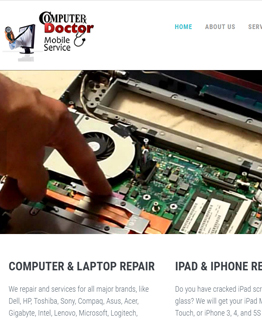 COMPUTER
Doctor
Mobile
Service
HOME ABOUT US SERV
COMPUTER & LAPTOP REPAIR
We repair and services for all major brands, like
Dell, HP, Toshiba, Sony, Compaq, Asus, Acer,
Gigabyte, Intel, Lenovo, Microsoft, Logitech,
IPAD & IPHONE RE
Do you have cracked iPad scr
glass? We will get your iPad M
Touch, or iPhone 3, 4, and 5S